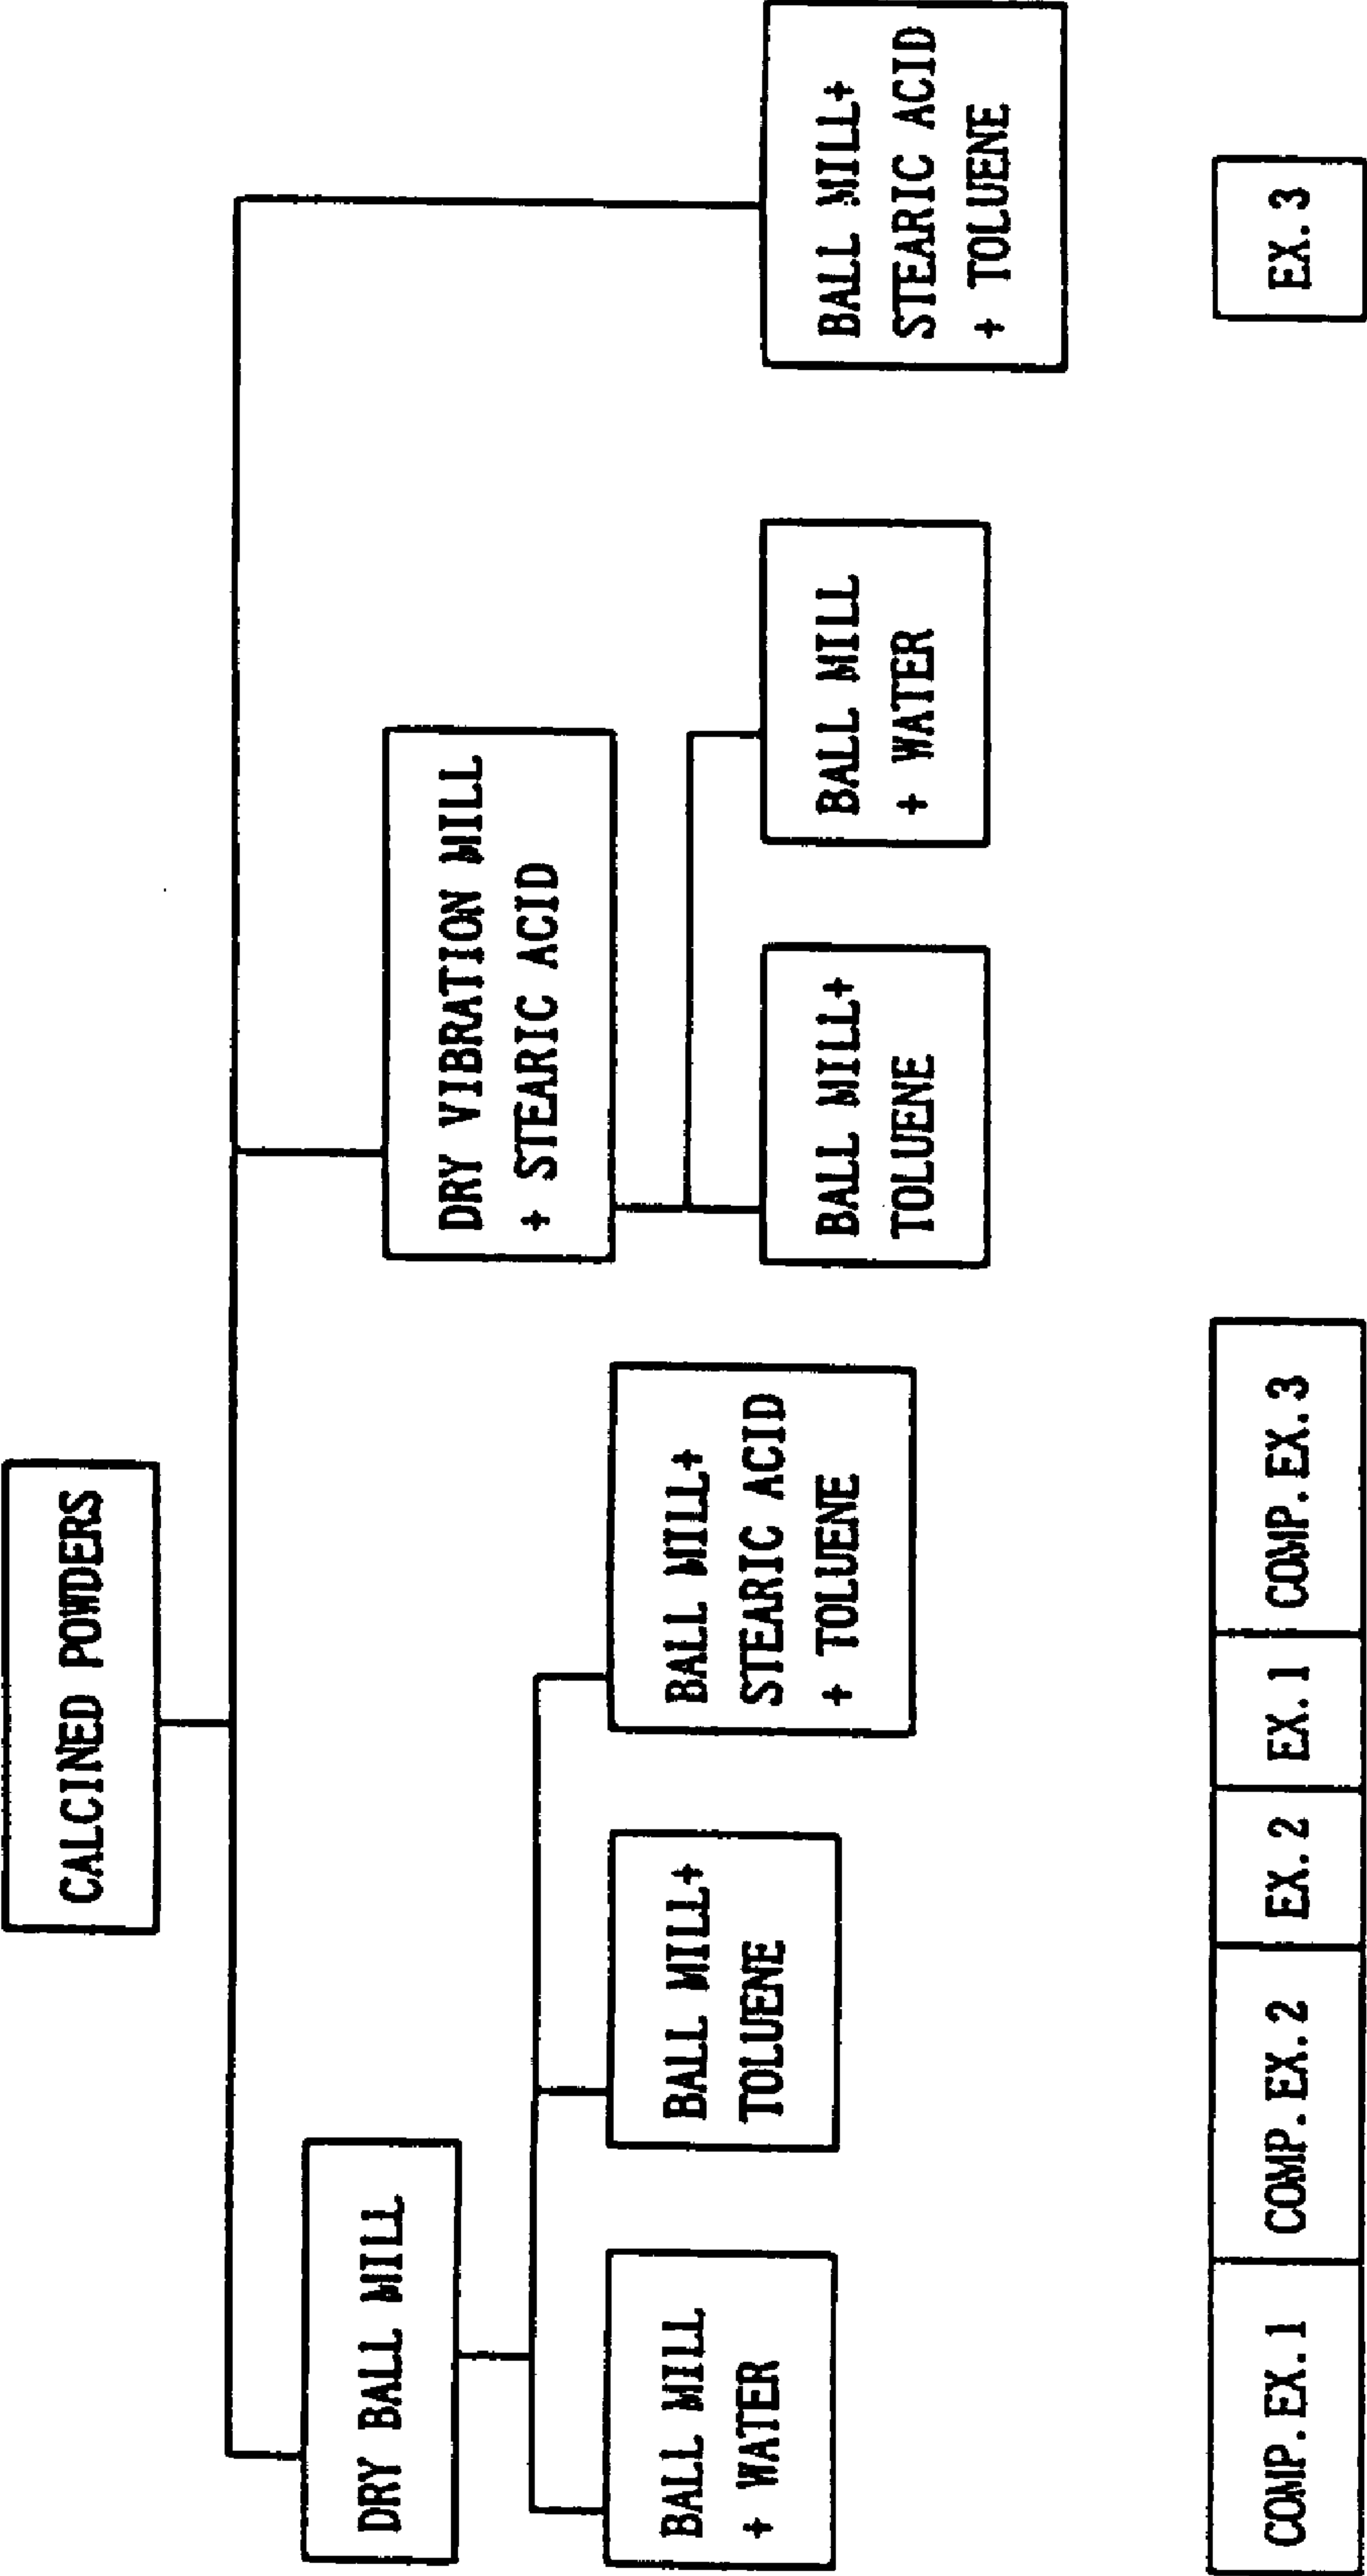 CALCINED POWDERS
DRY BALL MILL
DRY VIBRATION MILL
+ STEARIC ACID
BALL MILL
+ WATER
BALL MILL+
TOLUENE
BALL MILL+
STEARIC ACID
+ TOLUENE
BALL MILL+
TOLUENE
BALL MILL
+ WATER
BALL MILL+
STEARIC ACID
+ TOLUENE
COMP.EX.1
COMP.EX.2
EX.2
EX.1
COMP.EX.3
EX.3